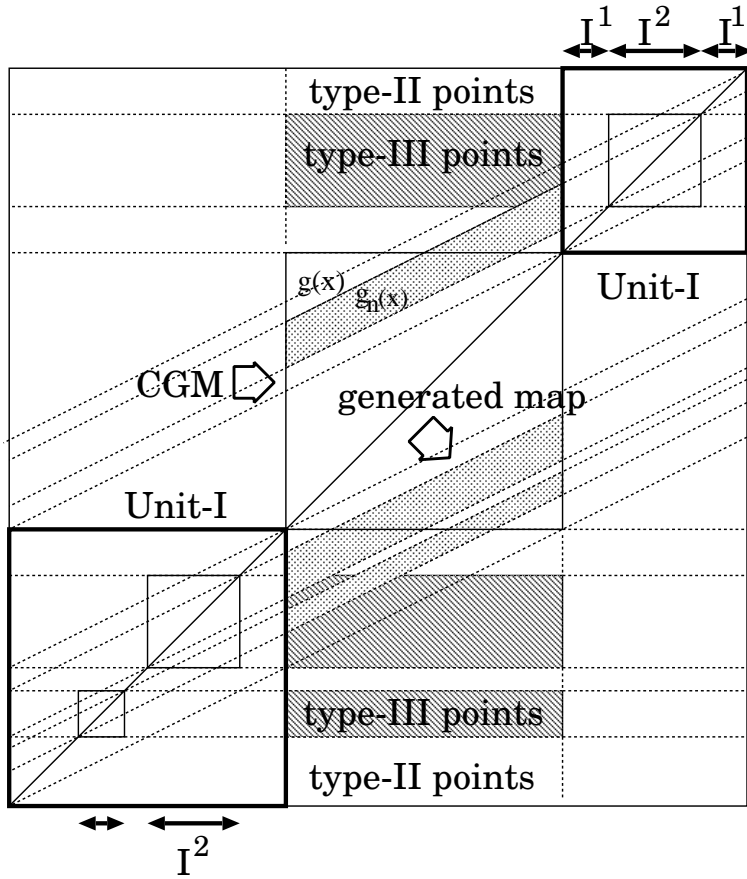 I¹ I² I¹
type-II points
type-III points
Unit-I
g(x)
gₙ(x)
CGM
generated map
Unit-I
type-III points
type-II points
I²